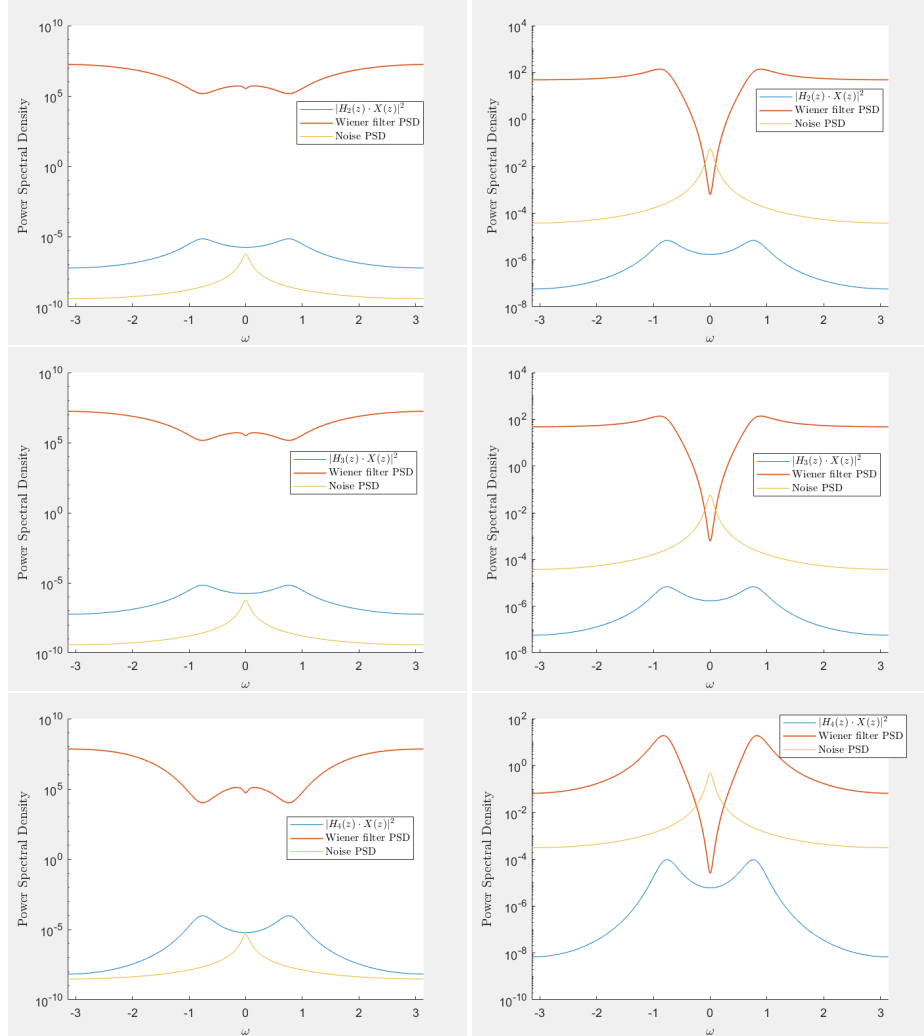 10^10
10^5
10^0
10^-5
10^-10
Power Spectral Density
|H_2(z) · X(z)|^2
Wiener filter PSD
Noise PSD
-3 -2 -1 0 1 2 3
ω
10^4
10^2
10^0
10^-2
10^-4
10^-6
10^-8
Power Spectral Density
|H_2(z) · X(z)|^2
Wiener filter PSD
Noise PSD
-3 -2 -1 0 1 2 3
ω
10^10
10^5
10^0
10^-5
10^-10
Power Spectral Density
|H_3(z) · X(z)|^2
Wiener filter PSD
Noise PSD
-3 -2 -1 0 1 2 3
ω
10^4
10^2
10^0
10^-2
10^-4
10^-6
10^-8
Power Spectral Density
|H_3(z) · X(z)|^2
Wiener filter PSD
Noise PSD
-3 -2 -1 0 1 2 3
ω
10^10
10^5
10^0
10^-5
10^-10
Power Spectral Density
|H_4(z) · X(z)|^2
Wiener filter PSD
Noise PSD
-3 -2 -1 0 1 2 3
ω
10^2
10^0
10^-2
10^-4
10^-6
10^-8
10^-10
Power Spectral Density
|H_4(z) · X(z)|^2
Wiener filter PSD
Noise PSD
-3 -2 -1 0 1 2 3
ω